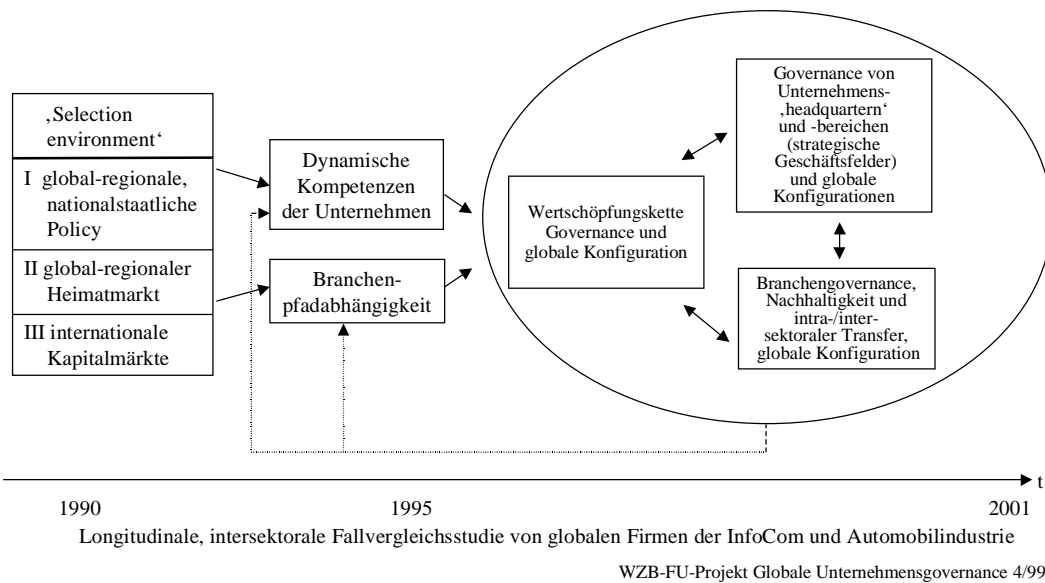 ‚Selection
environment‘
I global-regionale,
nationalstaatliche
Policy
II global-regionaler
Heimatmarkt
III internationale
Kapitalmärkte
Dynamische
Kompetenzen
der Unternehmen
Branchen-
pfadabhängigkeit
Wertschöpfungskette
Governance und
globale Konfiguration
Governance von
Unternehmens-
‚headquartern‘
und -bereichen
(strategische
Geschäftsfelder)
und globale
Konfigurationen
Branchengovernance,
Nachhaltigkeit und
intra-/inter-
sektoraler Transfer,
globale Konfiguration
t
1990
1995
2001
Longitudinale, intersektorale Fallvergleichsstudie von globalen Firmen der InfoCom und Automobilindustrie
WZB-FU-Projekt Globale Unternehmensgovernance 4/99